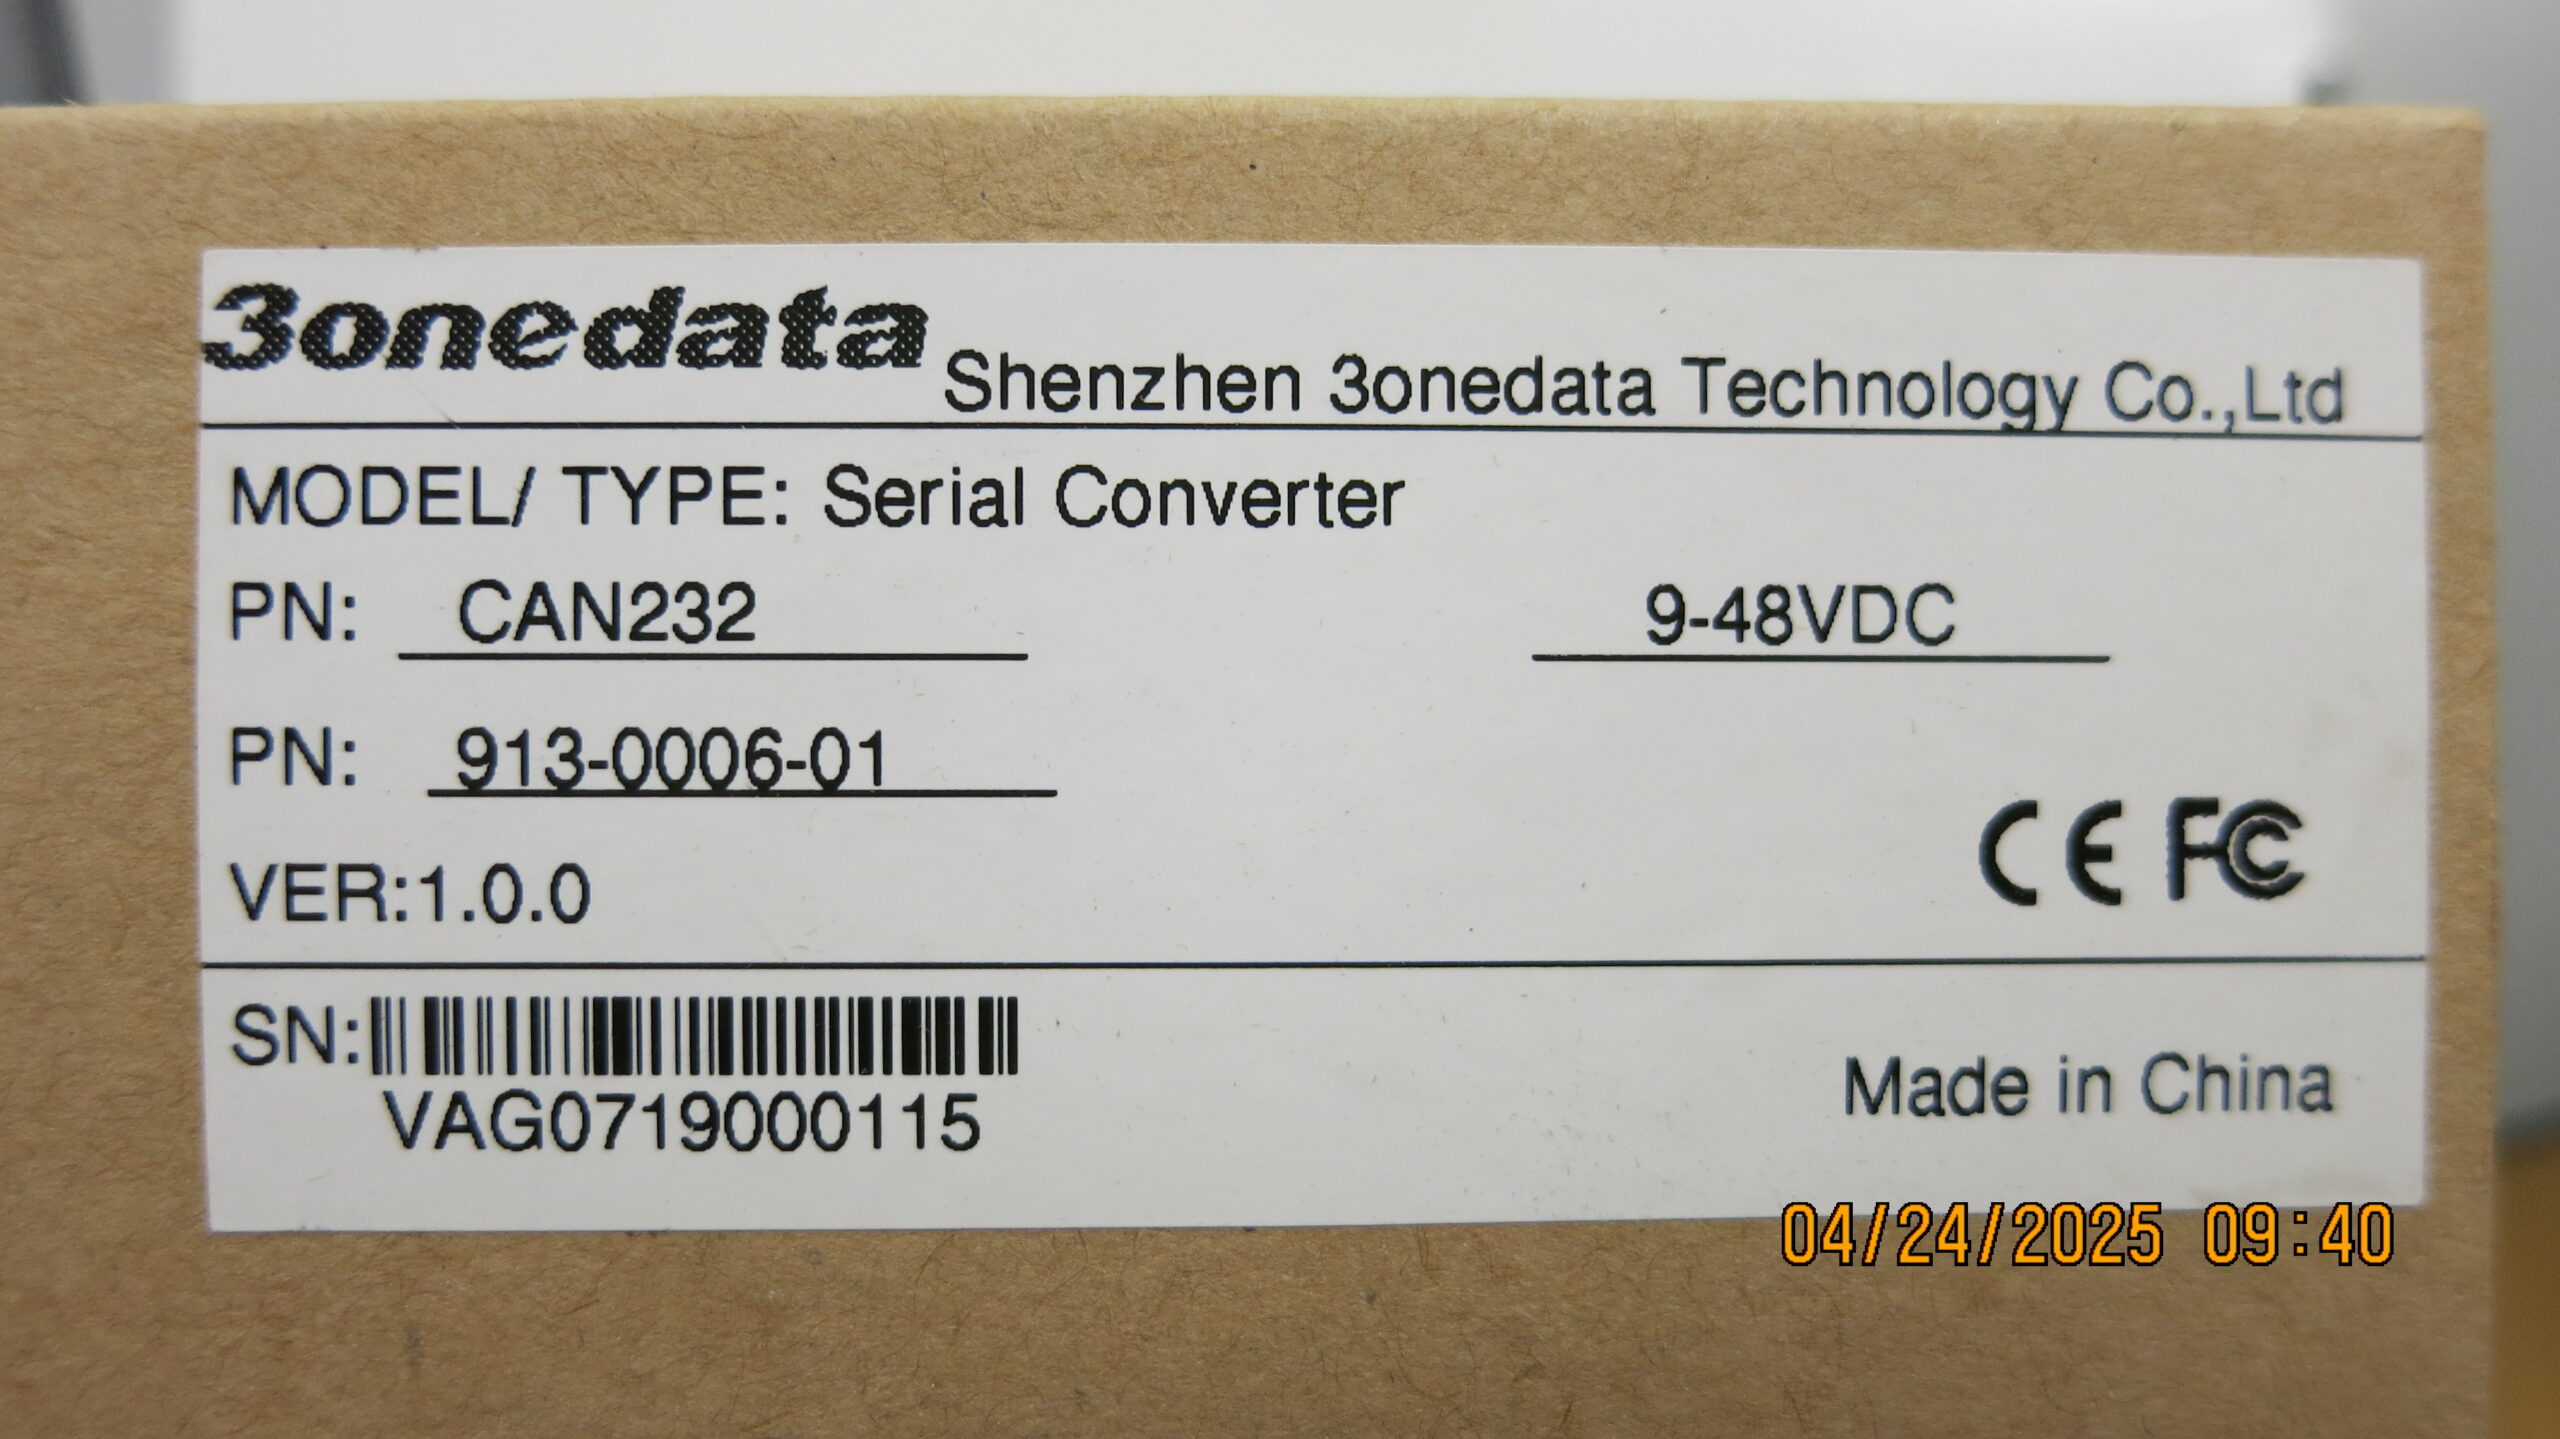 3onedata Shenzhen 3onedata Technology Co.,Ltd
MODEL/ TYPE: Serial Converter
PN: CAN232 9-48VDC
PN: 913-0006-01
CE FC
VER:1.0.0
SN:
VAG0719000115
Made in China
04/24/2025 09:40